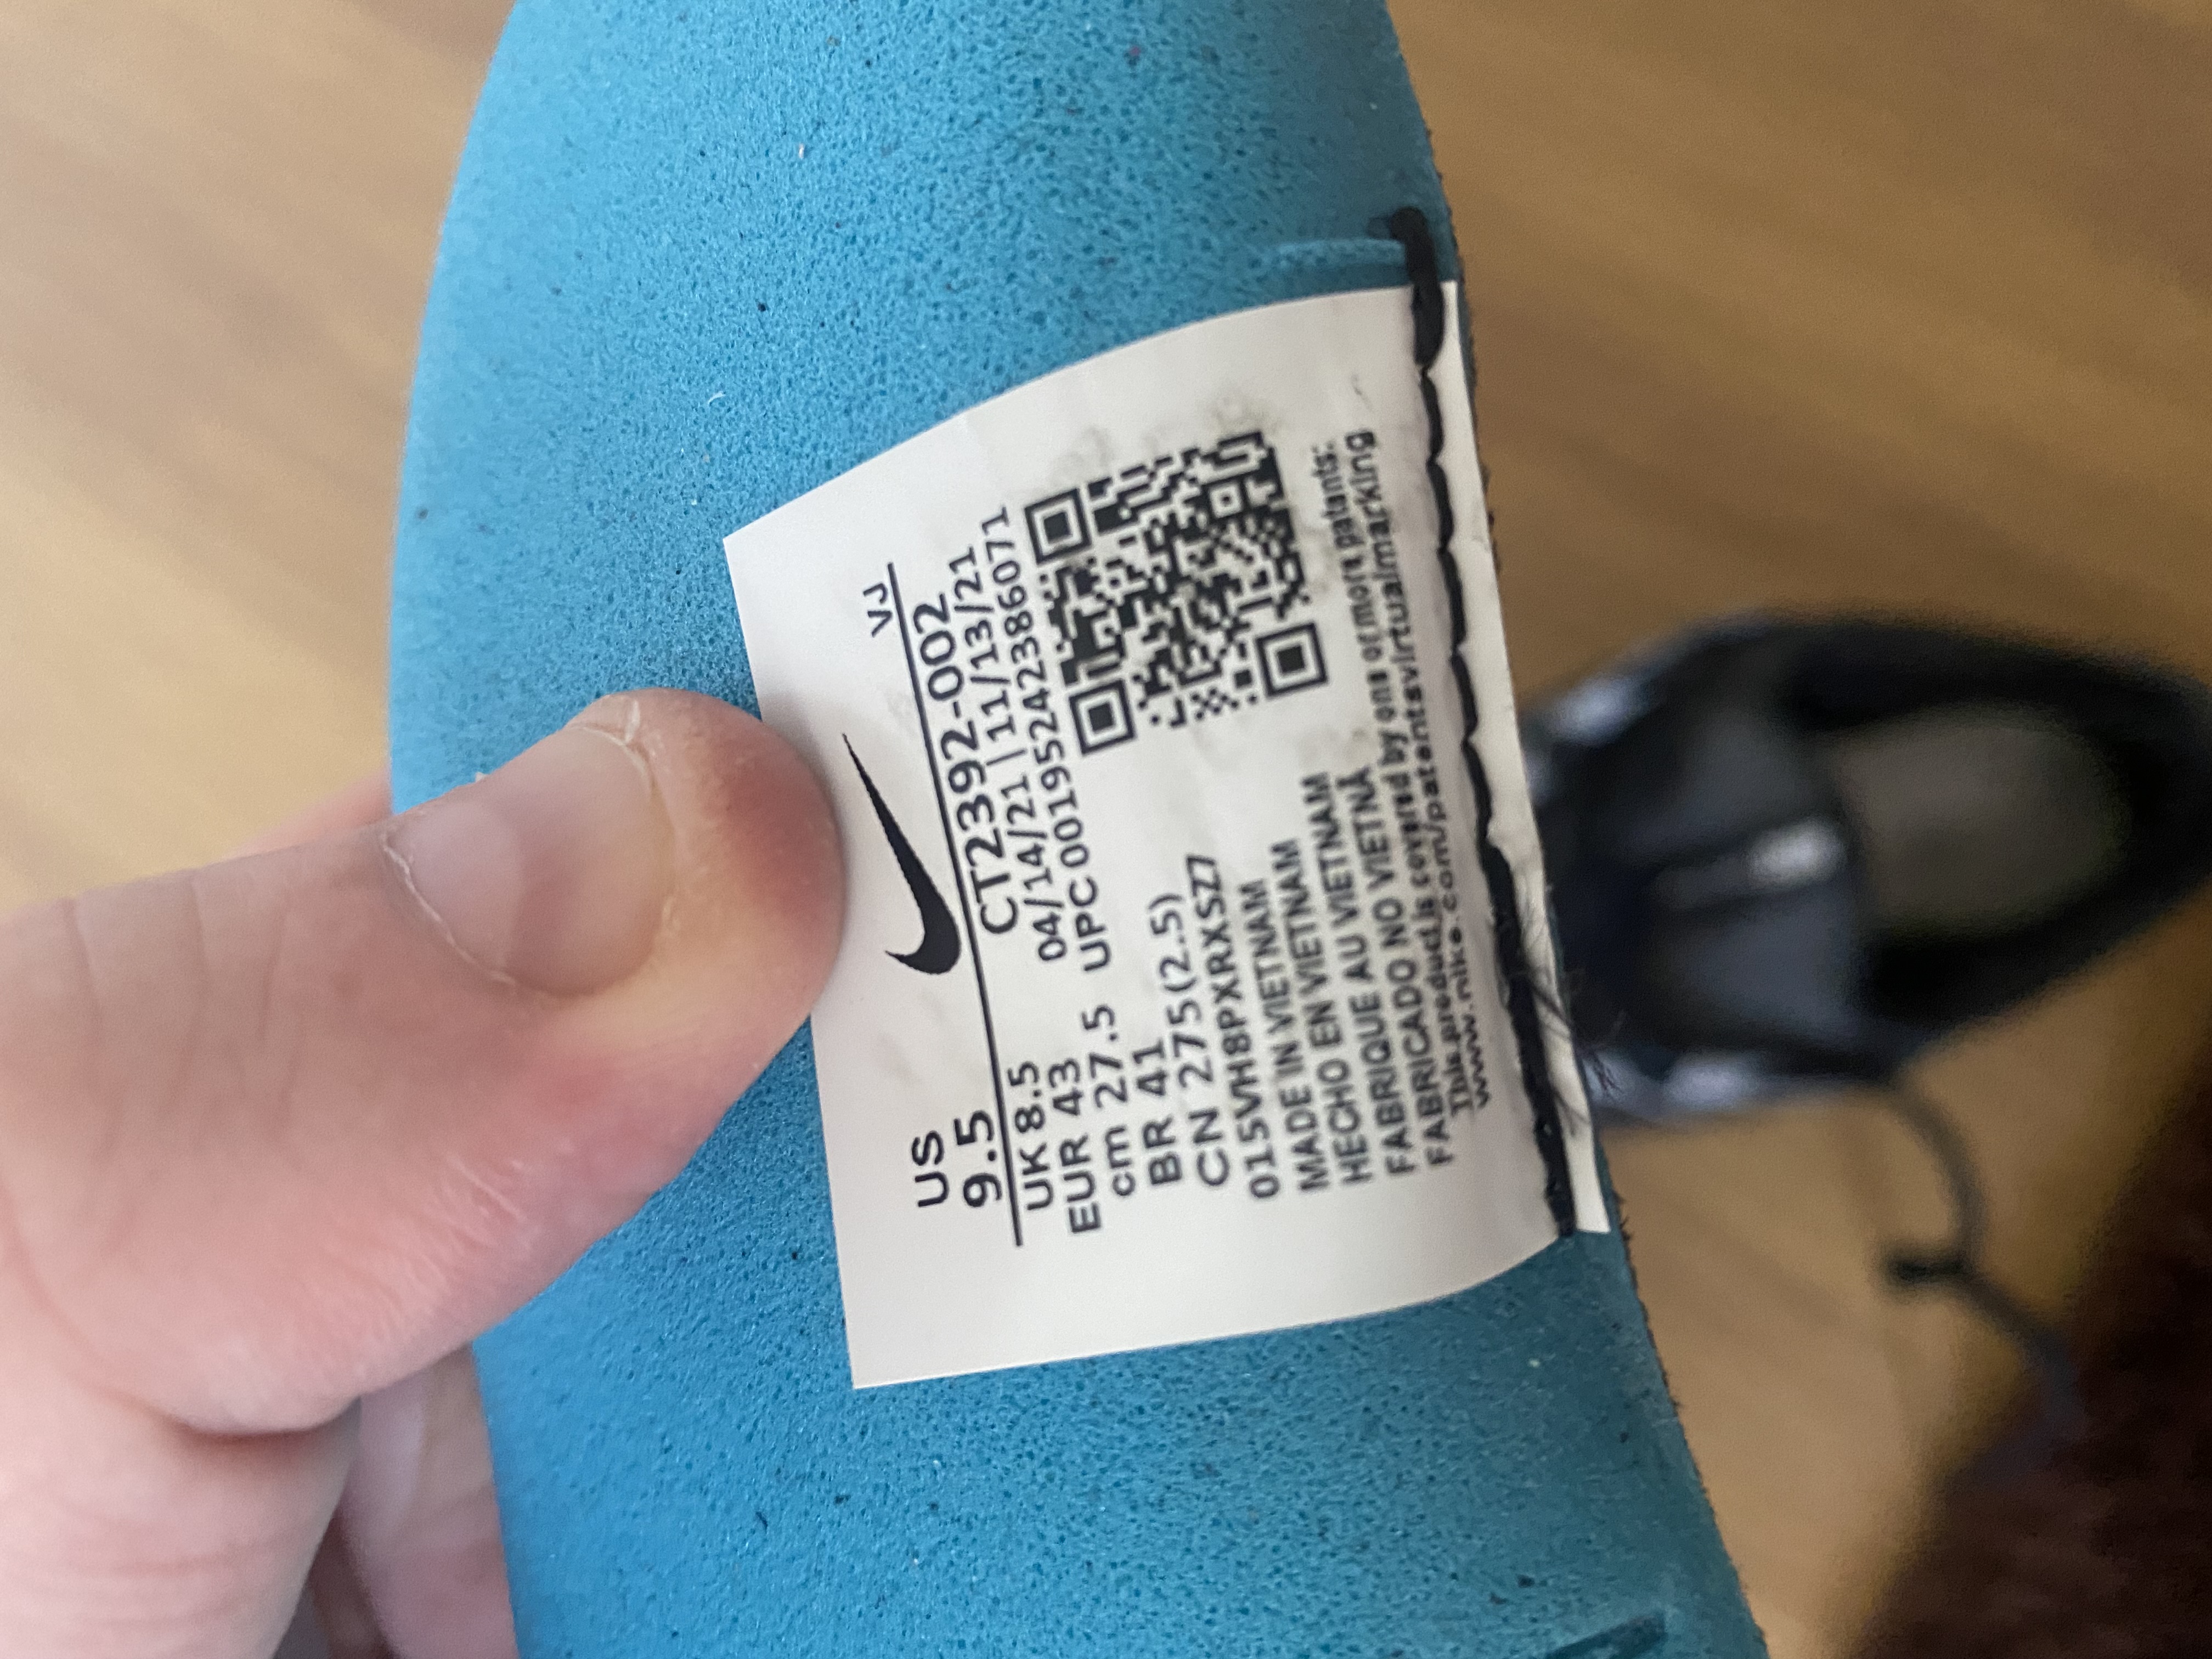 US
9.5
VJ
UK 8.5
EUR 43
cm 27.5
BR 41
CN 275(2.5)
CT2392-002
04/14/21 | 11/13/21
UPC 00195242386071
015VH8PXRXSZ7
MADE IN VIETNAM
HECHO EN VIETNAM
FABRIQUE AU VIETNAM
FABRICADO NO VIETNÃ
This product is covered by one or more patents:
www.nike.com/patentsvirtualmarking